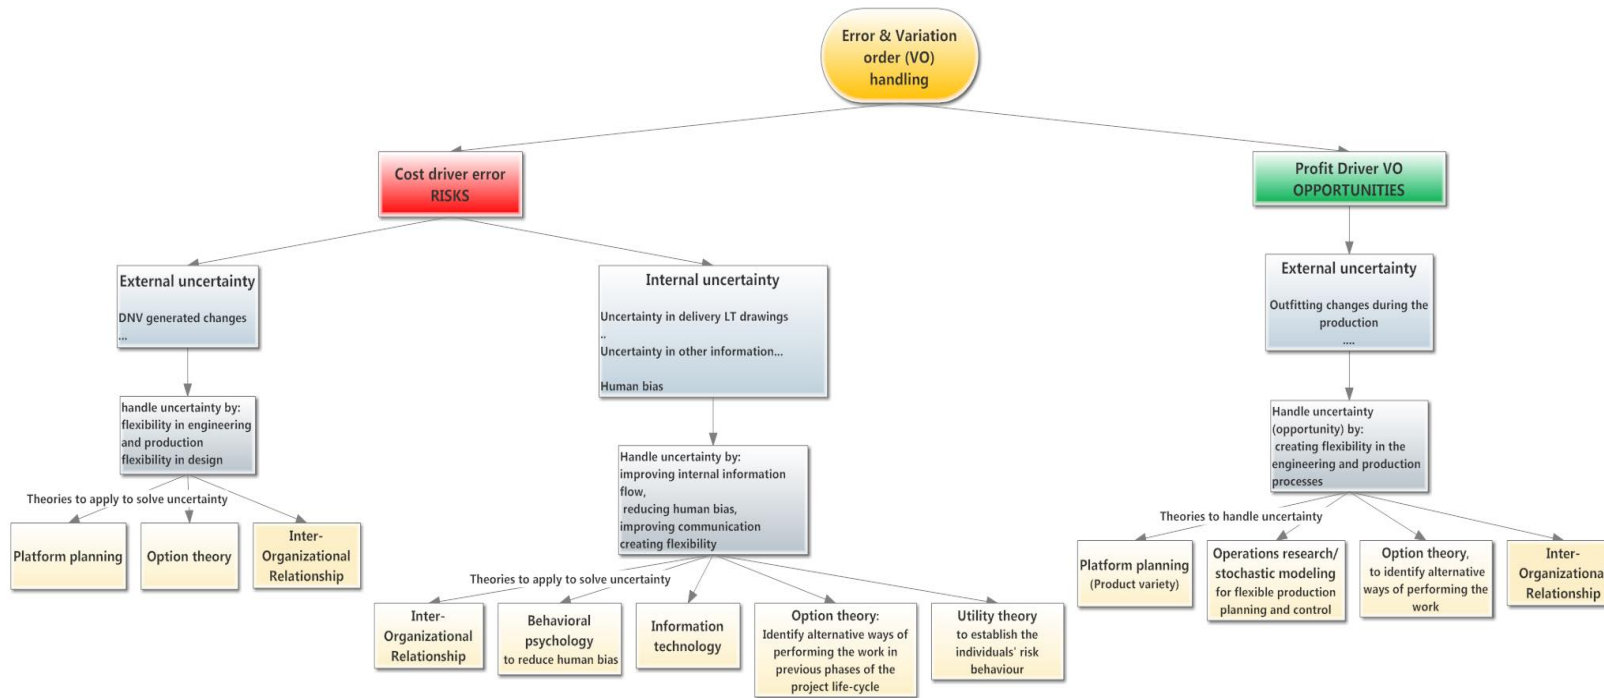 Error & Variation
order (VO)
handling
Cost driver error
RISKS
Profit Driver VO
OPPORTUNITIES
External uncertainty
DNV generated changes
...
Internal uncertainty
Uncertainty in delivery LT drawings
..
Uncertainty in other information...
Human bias
External uncertainty
Outfitting changes during the
production
....
handle uncertainty by:
flexibility in engineering
and production
flexibility in design
Handle uncertainty by:
improving internal information
flow,
reducing human bias,
improving communication
creating flexibility
Handle uncertainty
(opportunity) by:
creating flexibility in the
engineering and production
processes
Theories to apply to solve uncertainty
Platform planning
Option theory
Inter-
Organizational
Relationship
Theories to apply to solve uncertainty
Inter-
Organizational
Relationship
Behavioral
psychology
to reduce human bias
Information
technology
Option theory:
Identify alternative ways of
performing the work in
previous phases of the
project life-cycle
Utility theory
to establish the
individuals' risk
behaviour
Theories to handle uncertainty
Platform planning
(Product variety)
Operations research/
stochastic modeling
for flexible production
planning and control
Option theory,
to identify alternative
ways of performing the
work
Inter-
Organizational
Relationship